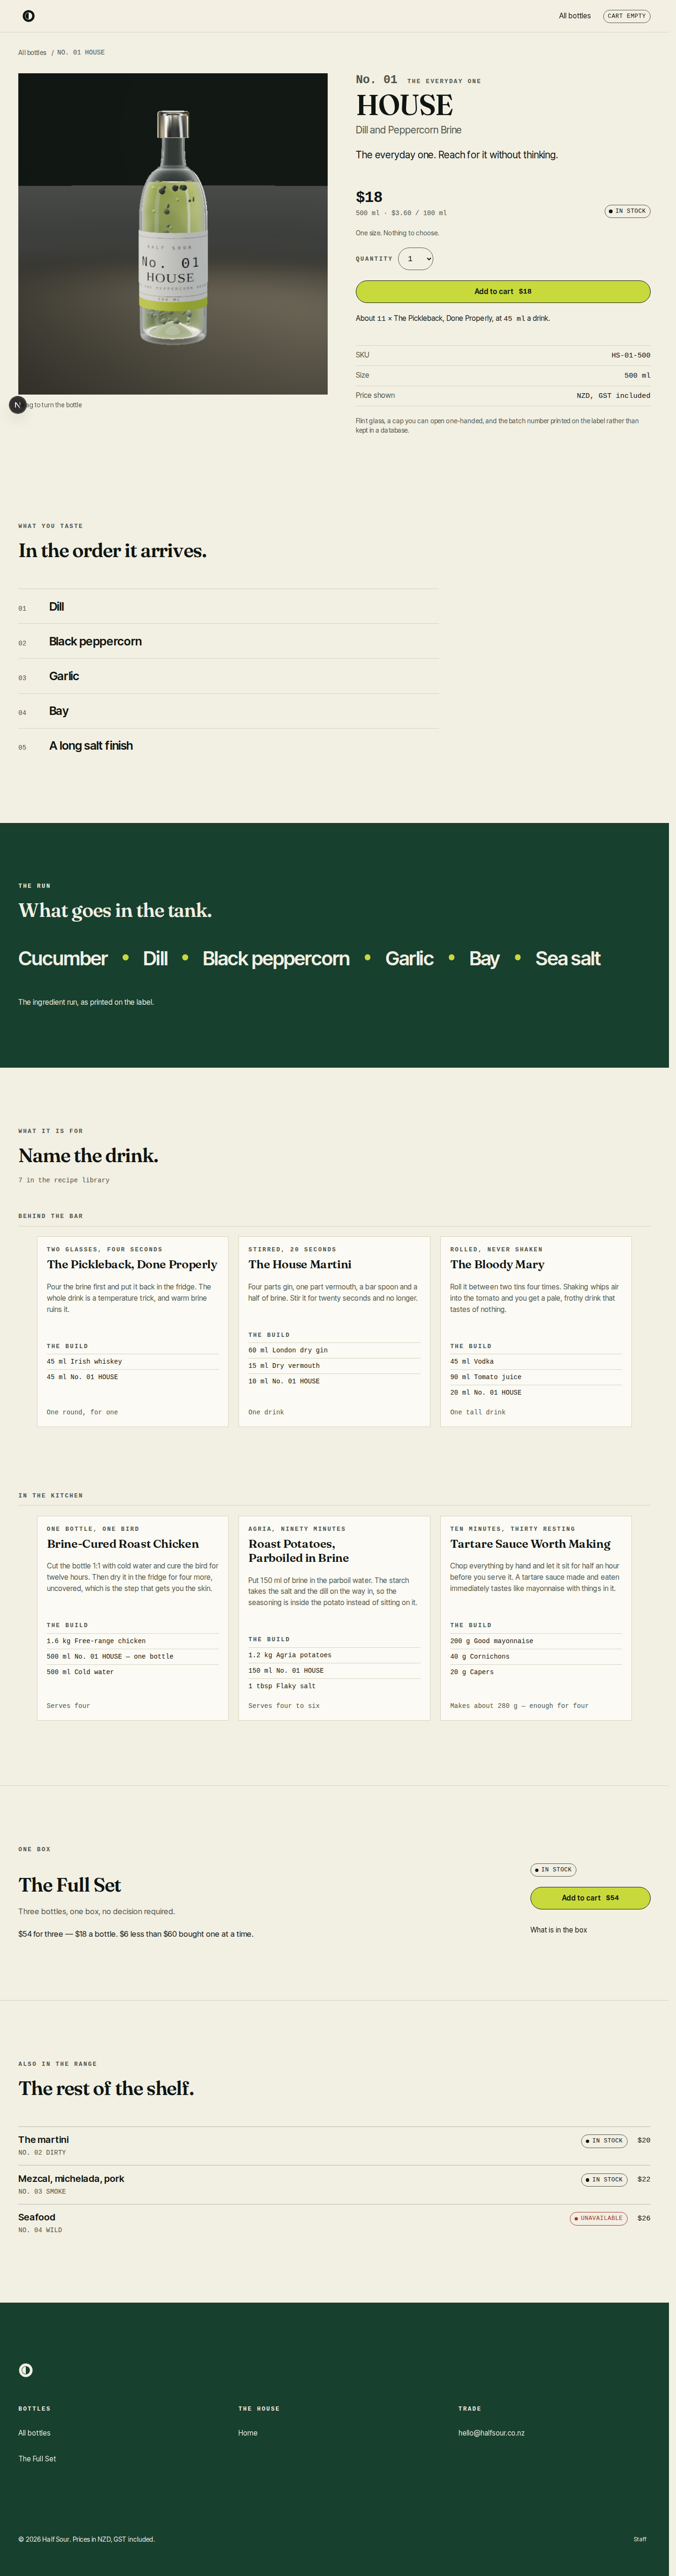 All bottles
CART EMPTY
All bottles / NO. 01 HOUSE
HALF SOUR
No. 01
HOUSE
No. 01 THE EVERYDAY ONE
HOUSE
Dill and Peppercorn Brine
The everyday one. Reach for it without thinking.
$18
500 ml · $3.60 / 100 ml
IN STOCK
One size. Nothing to choose.
QUANTITY 1
Add to cart $18
About 11 × The Pickleback, Done Properly, at 45 ml a drink.
SKU HS-01-500
Size 500 ml
Price shown NZD, GST included
Flint glass, a cap you can open one-handed, and the batch number printed on the label rather than
kept in a database.
N
to turn the bottle
WHAT YOU TASTE
In the order it arrives.
01 Dill
02 Black peppercorn
03 Garlic
04 Bay
05 A long salt finish
THE RUN
What goes in the tank.
Cucumber • Dill • Black peppercorn • Garlic • Bay • Sea salt
The ingredient run, as printed on the label.
WHAT IT IS FOR
Name the drink.
7 in the recipe library
BEHIND THE BAR
TWO GLASSES, FOUR SECONDS
The Pickleback, Done Properly
Pour the brine first and put it back in the fridge. The
whole drink is a temperature trick, and warm brine
ruins it.
THE BUILD
45 ml Irish whiskey
45 ml No. 01 HOUSE
One round, for one
STIRRED, 20 SECONDS
The House Martini
Four parts gin, one part vermouth, a bar spoon and a
half of brine. Stir it for twenty seconds and no longer.
THE BUILD
60 ml London dry gin
15 ml Dry vermouth
10 ml No. 01 HOUSE
One drink
ROLLED, NEVER SHAKEN
The Bloody Mary
Roll it between two tins four times. Shaking whips air
into the tomato and you get a pale, frothy drink that
tastes of nothing.
THE BUILD
45 ml Vodka
90 ml Tomato juice
20 ml No. 01 HOUSE
One tall drink
IN THE KITCHEN
ONE BOTTLE, ONE BIRD
Brine-Cured Roast Chicken
Cut the bottle 1:1 with cold water and cure the bird for
twelve hours. Then dry it in the fridge for four more,
uncovered, which is the step that gets you the skin.
THE BUILD
1.6 kg Free-range chicken
500 ml No. 01 HOUSE — one bottle
500 ml Cold water
Serves four
AGRIA, NINETY MINUTES
Roast Potatoes,
Parboiled in Brine
Put 150 ml of brine in the parboil water. The starch
takes the salt and the dill on the way in, so the
seasoning is inside the potato instead of sitting on it.
THE BUILD
1.2 kg Agria potatoes
150 ml No. 01 HOUSE
1 tbsp Flaky salt
Serves four to six
TEN MINUTES, THIRTY RESTING
Tartare Sauce Worth Making
Chop everything by hand and let it sit for half an hour
before you serve it. A tartare sauce made and eaten
immediately tastes like mayonnaise with things in it.
THE BUILD
200 g Good mayonnaise
40 g Cornichons
20 g Capers
Makes about 280 g — enough for four
ONE BOX
The Full Set
Three bottles, one box, no decision required.
$54 for three — $18 a bottle. $6 less than $60 bought one at a time.
IN STOCK
Add to cart $54
What is in the box
ALSO IN THE RANGE
The rest of the shelf.
The martini
NO. 02 DIRTY
IN STOCK $20
Mezcal, michelada, pork
NO. 03 SMOKE
IN STOCK $22
Seafood
NO. 04 WILD
UNAVAILABLE $26
BOTTLES
All bottles
The Full Set
THE HOUSE
Home
TRADE
hello@halfsour.co.nz
© 2026 Half Sour. Prices in NZD, GST included.
Staff